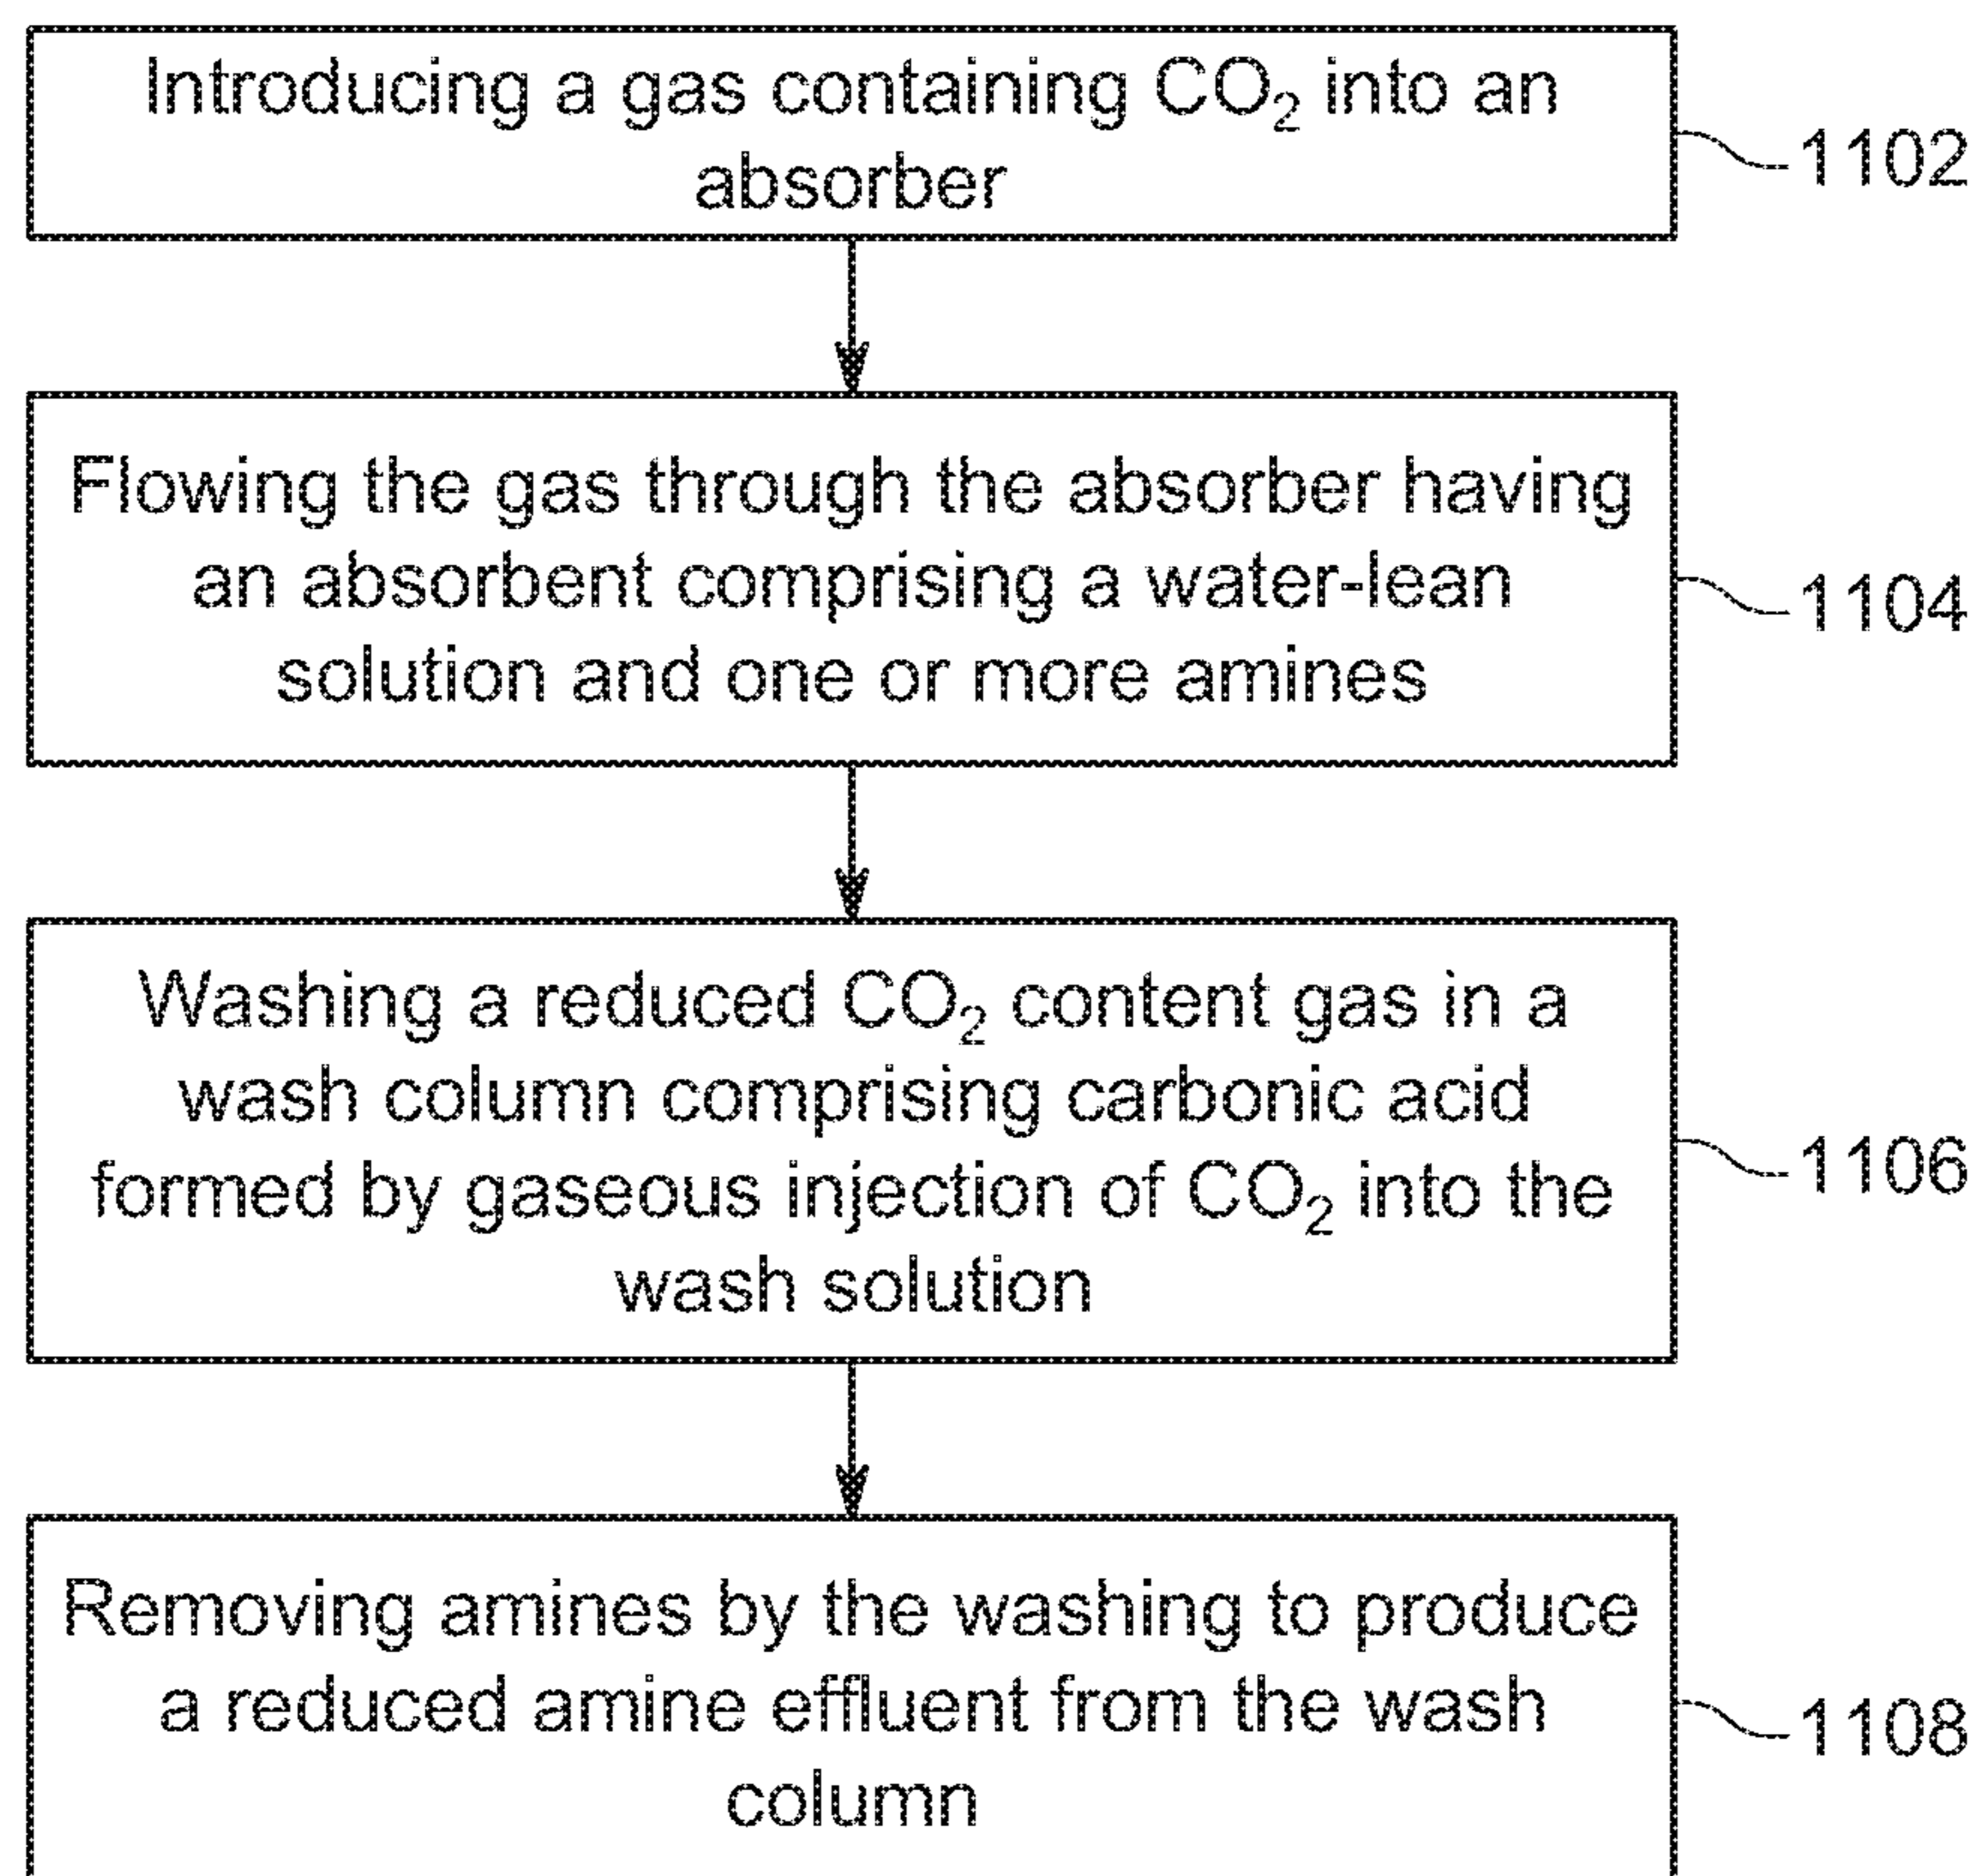 Introducing a gas containing CO₂ into an
absorber
1102
Flowing the gas through the absorber having
an absorbent comprising a water-lean
solution and one or more amines
1104
Washing a reduced CO₂ content gas in a
wash column comprising carbonic acid
formed by gaseous injection of CO₂ into the
wash solution
1106
Removing amines by the washing to produce
a reduced amine effluent from the wash
column
1108